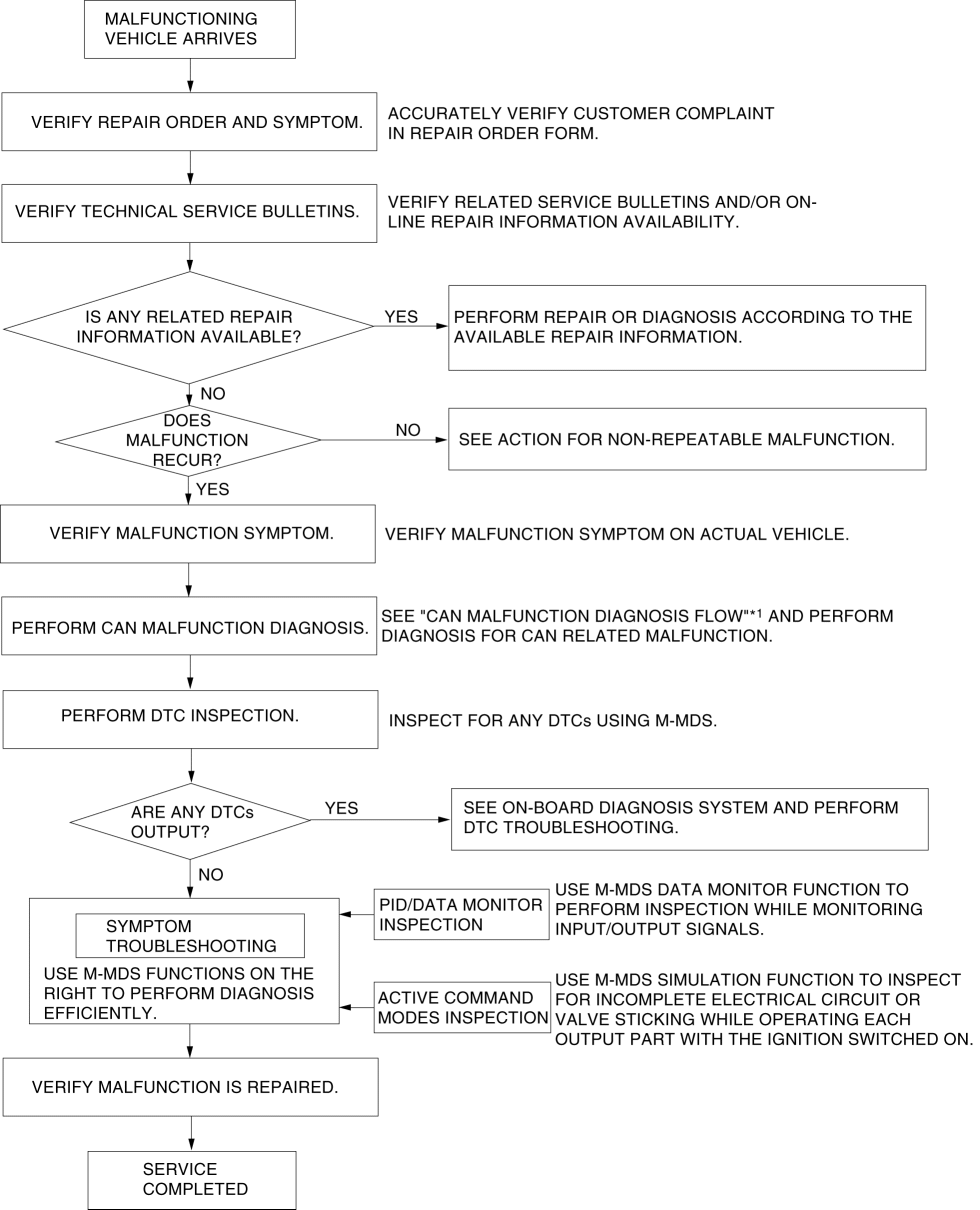 MALFUNCTIONING
VEHICLE ARRIVES
VERIFY REPAIR ORDER AND SYMPTOM.
ACCURATELY VERIFY CUSTOMER COMPLAINT
IN REPAIR ORDER FORM.
VERIFY TECHNICAL SERVICE BULLETINS.
VERIFY RELATED SERVICE BULLETINS AND/OR ON-
LINE REPAIR INFORMATION AVAILABILITY.
IS ANY RELATED REPAIR
INFORMATION AVAILABLE?
YES
PERFORM REPAIR OR DIAGNOSIS ACCORDING TO THE
AVAILABLE REPAIR INFORMATION.
NO
DOES
MALFUNCTION
RECUR?
NO
SEE ACTION FOR NON-REPEATABLE MALFUNCTION.
YES
VERIFY MALFUNCTION SYMPTOM.
VERIFY MALFUNCTION SYMPTOM ON ACTUAL VEHICLE.
PERFORM CAN MALFUNCTION DIAGNOSIS.
SEE "CAN MALFUNCTION DIAGNOSIS FLOW"*1 AND PERFORM
DIAGNOSIS FOR CAN RELATED MALFUNCTION.
PERFORM DTC INSPECTION.
INSPECT FOR ANY DTCs USING M-MDS.
ARE ANY DTCs
OUTPUT?
YES
SEE ON-BOARD DIAGNOSIS SYSTEM AND PERFORM
DTC TROUBLESHOOTING.
NO
SYMPTOM
TROUBLESHOOTING
USE M-MDS FUNCTIONS ON THE
RIGHT TO PERFORM DIAGNOSIS
EFFICIENTLY.
PID/DATA MONITOR
INSPECTION
USE M-MDS DATA MONITOR FUNCTION TO
PERFORM INSPECTION WHILE MONITORING
INPUT/OUTPUT SIGNALS.
ACTIVE COMMAND
MODES INSPECTION
USE M-MDS SIMULATION FUNCTION TO INSPECT
FOR INCOMPLETE ELECTRICAL CIRCUIT OR
VALVE STICKING WHILE OPERATING EACH
OUTPUT PART WITH THE IGNITION SWITCHED ON.
VERIFY MALFUNCTION IS REPAIRED.
SERVICE
COMPLETED